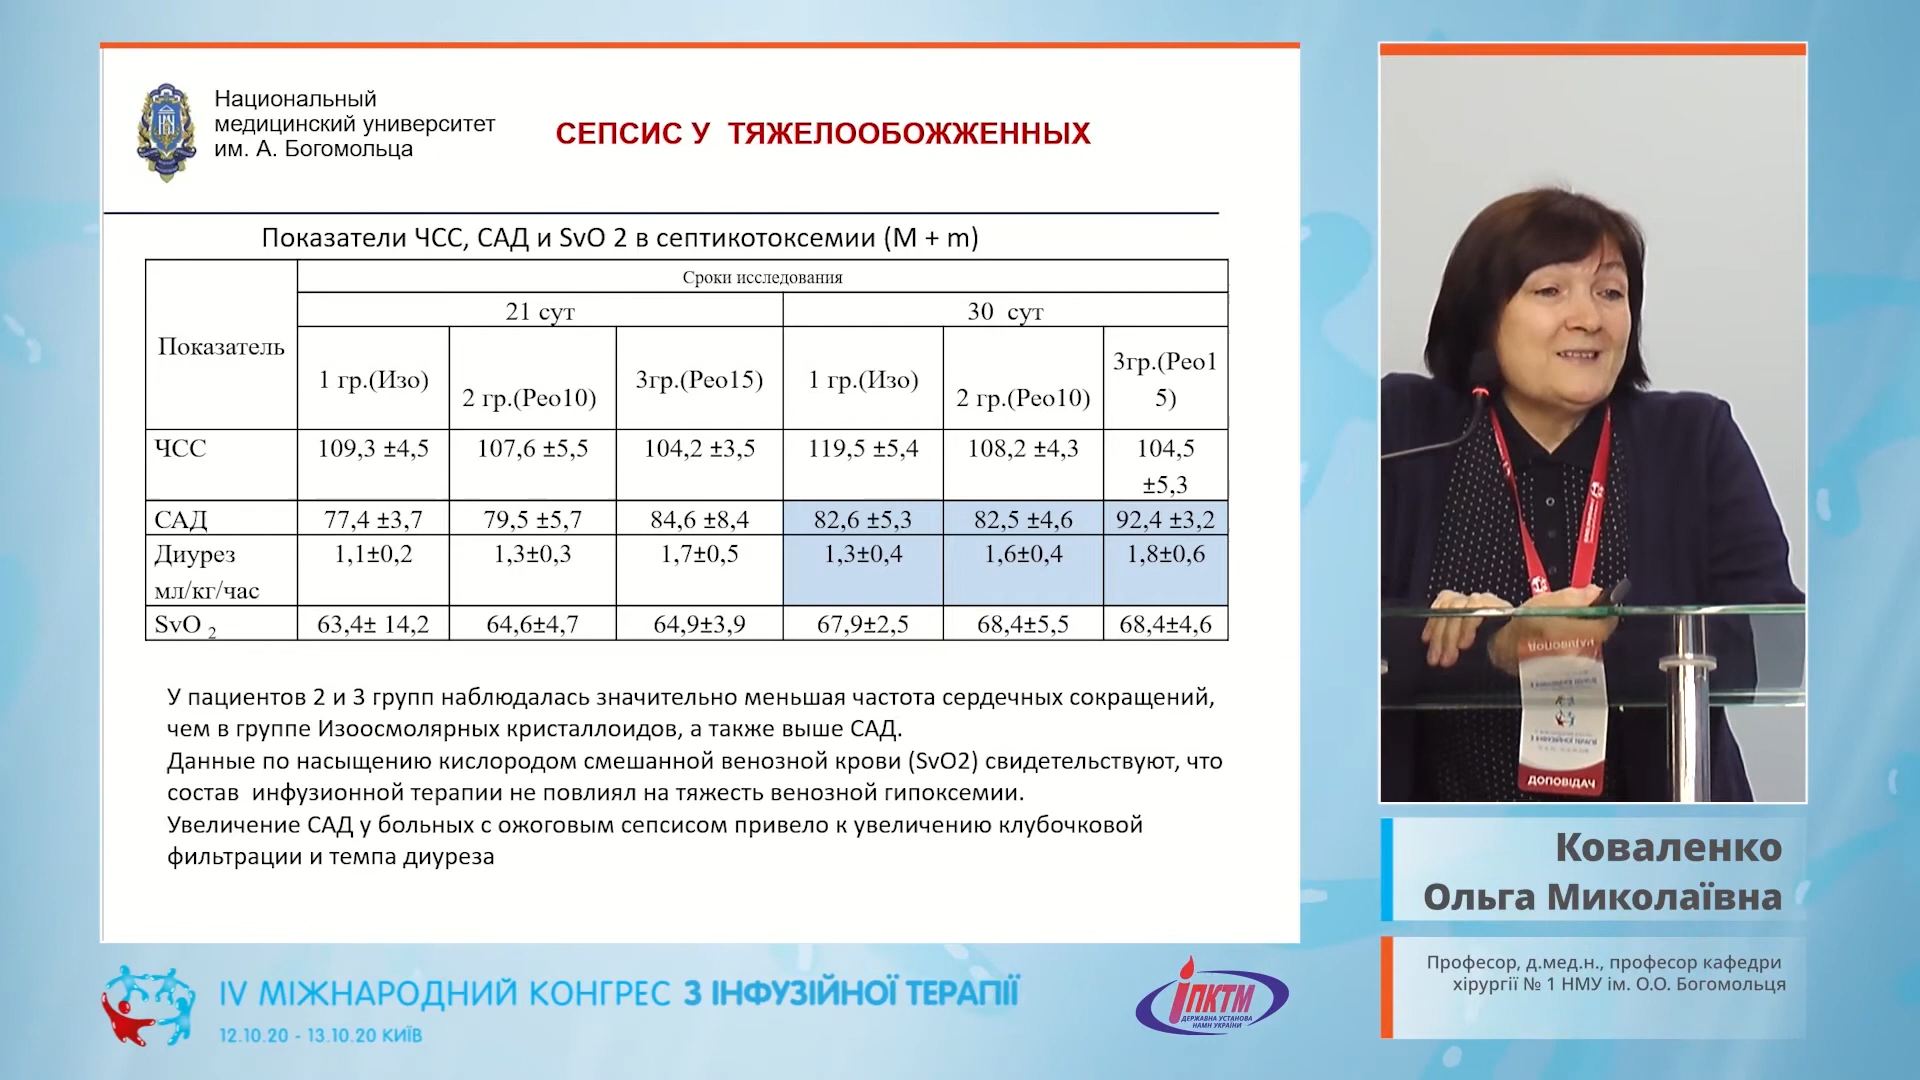 Национальный
медицинский университет
им. А. Богомольца
СЕПСИС У ТЯЖЕЛООБОЖЖЕННЫХ
Показатели ЧСС, САД и SvO 2 в септикотоксемии (M + m)
Показатель
Сроки исследования
21 сут
30 сут
1 гр.(Изо)
2 гр.(Рео10)
3гр.(Рео15)
1 гр.(Изо)
2 гр.(Рео10)
3гр.(Рео1
5)
ЧСС 109,3 ±4,5 107,6 ±5,5 104,2 ±3,5 119,5 ±5,4 108,2 ±4,3 104,5
±5,3
САД 77,4 ±3,7 79,5 ±5,7 84,6 ±8,4 82,6 ±5,3 82,5 ±4,6 92,4 ±3,2
Диурез 1,1±0,2 1,3±0,3 1,7±0,5 1,3±0,4 1,6±0,4 1,8±0,6
мл/кг/час
SvO 2 63,4± 14,2 64,6±4,7 64,9±3,9 67,9±2,5 68,4±5,5 68,4±4,6
У пациентов 2 и 3 групп наблюдалась значительно меньшая частота сердечных сокращений,
чем в группе Изоосмолярных кристаллоидов, а также выше САД.
Данные по насыщению кислородом смешанной венозной крови (SvO2) свидетельствуют, что
состав инфузионной терапии не повлиял на тяжесть венозной гипоксемии.
Увеличение САД у больных с ожоговым сепсисом привело к увеличению клубочковой
фильтрации и темпа диуреза
ДОПОВІДАЧ
Коваленко
Ольга Миколаївна
Професор, д.мед.н., професор кафедри
хірургії № 1 НМУ ім. О.О. Богомольця
IV МІЖНАРОДНИЙ КОНГРЕС З ІНФУЗІЙНОЇ ТЕРАПІЇ
12.10.20 - 13.10.20 КИЇВ
ІПКТМ
ДЕРЖАВНА УСТАНОВА
НАМН УКРАЇНИ